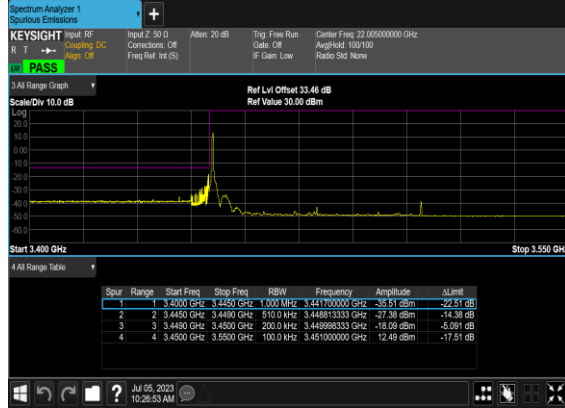 Spectrum Analyzer 1
Spurious Emissions
+
KEYSIGHT Input: RF Input Z: 50 Ω Atten: 20 dB Trig: Free Run Center Freq: 22.005000000 GHz
R T Coupling: DC Corrections: Off Gate: Off Avg|Hold: 100/100
Align: Off Freq Ref: Int (S) IF Gain: Low Radio Std: None
PASS
3 All Range Graph
Ref Lvl Offset 33.46 dB
Scale/Div 10.0 dB Ref Value 30.00 dBm
Log
20.0
10.0
0.00
-10.0
-20.0
-30.0
-40.0
-50.0
-60.0
Start 3.400 GHz Stop 3.550 GH
4 All Range Table
Spur Range Start Freq Stop Freq RBW Frequency Amplitude ΔLimit
1 1 3.4000 GHz 3.4450 GHz 1.000 MHz 3.441700000 GHz -35.51 dBm -22.51 dB
2 2 3.4450 GHz 3.4490 GHz 510.0 kHz 3.448813333 GHz -27.38 dBm -14.38 dB
3 3 3.4490 GHz 3.4500 GHz 200.0 kHz 3.449998333 GHz -18.09 dBm -5.091 dB
4 4 3.4500 GHz 3.5500 GHz 100.0 kHz 3.451000000 GHz 12.49 dBm -17.51 dB
? Jul 05, 2023
10:26:53 AM